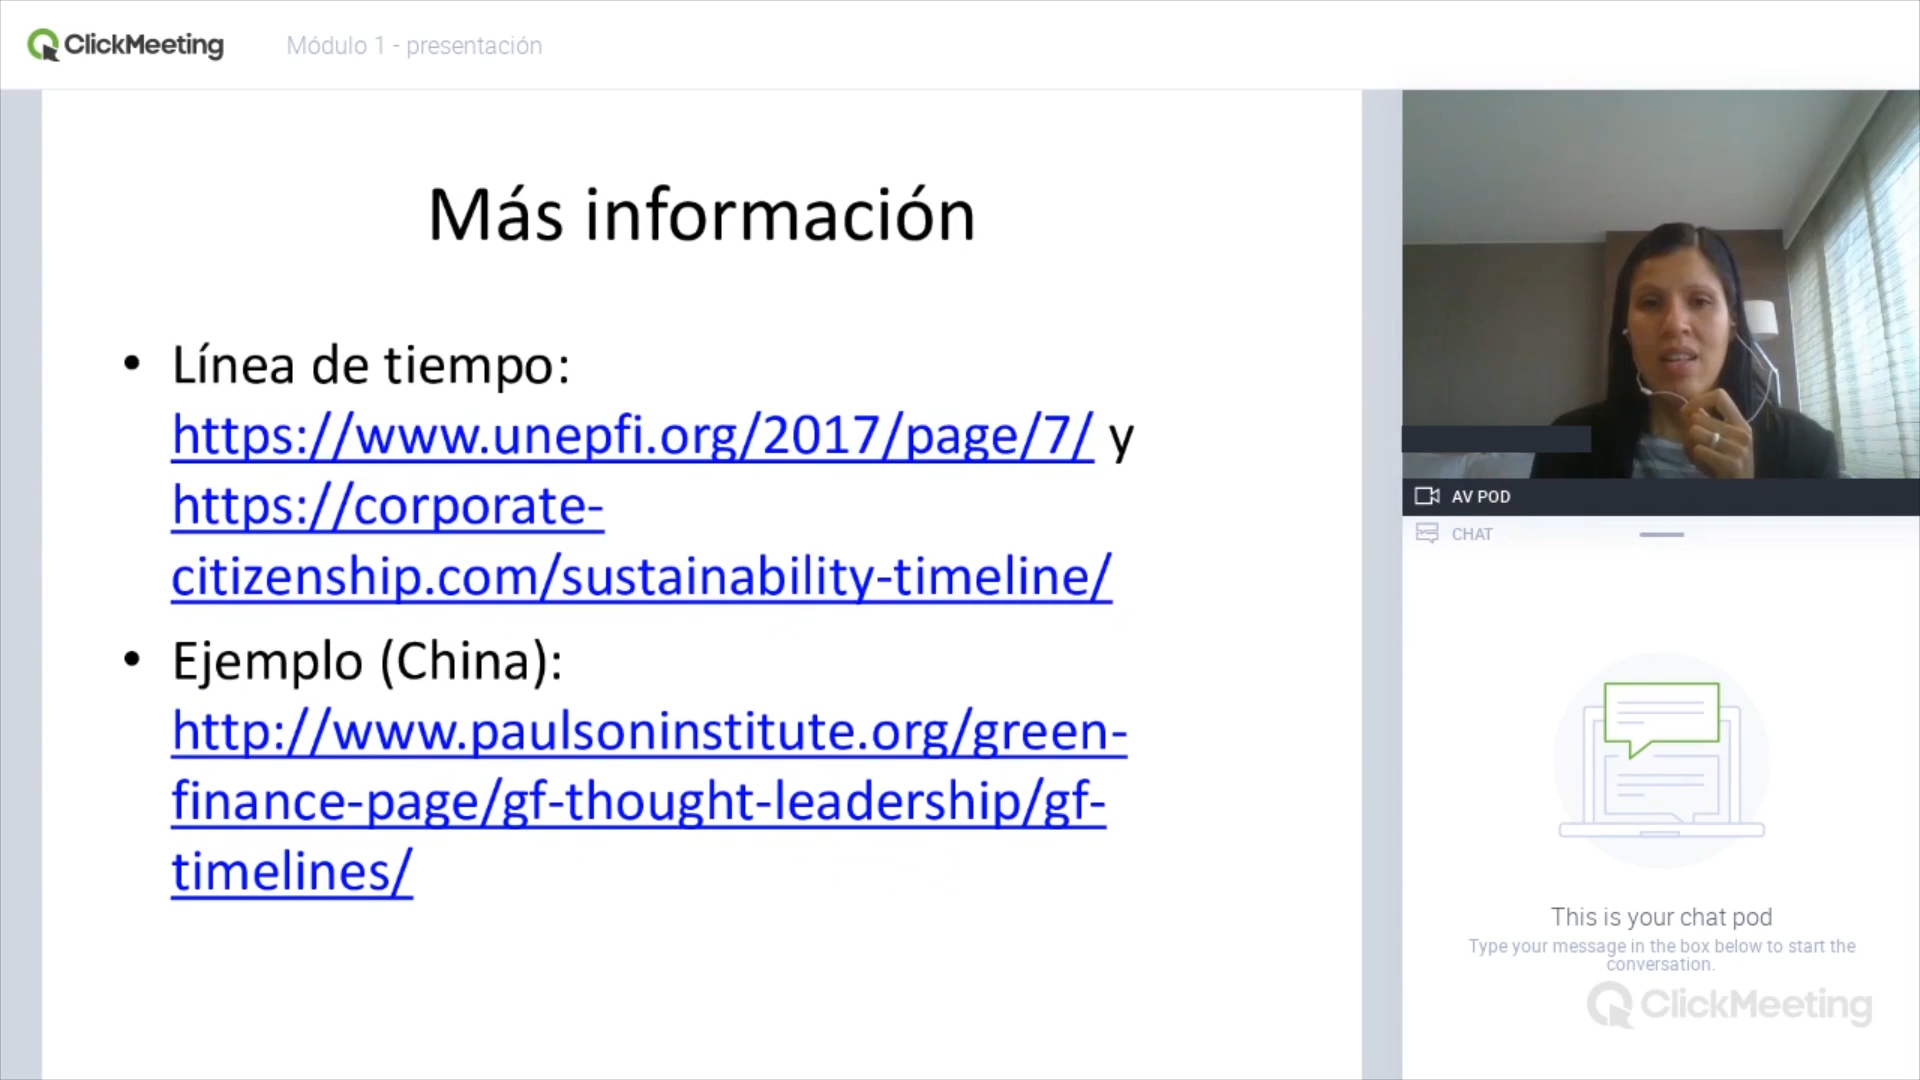 ClickMeeting
Módulo 1 - presentación
Más información
• Línea de tiempo:
https://www.unepfi.org/2017/page/7/ y
https://corporate-
citizenship.com/sustainability-timeline/
• Ejemplo (China):
http://www.paulsoninstitute.org/green-
finance-page/gf-thought-leadership/gf-
timelines/
AV POD
CHAT
This is your chat pod
Type your message in the box below to start the
conversation.
ClickMeeting